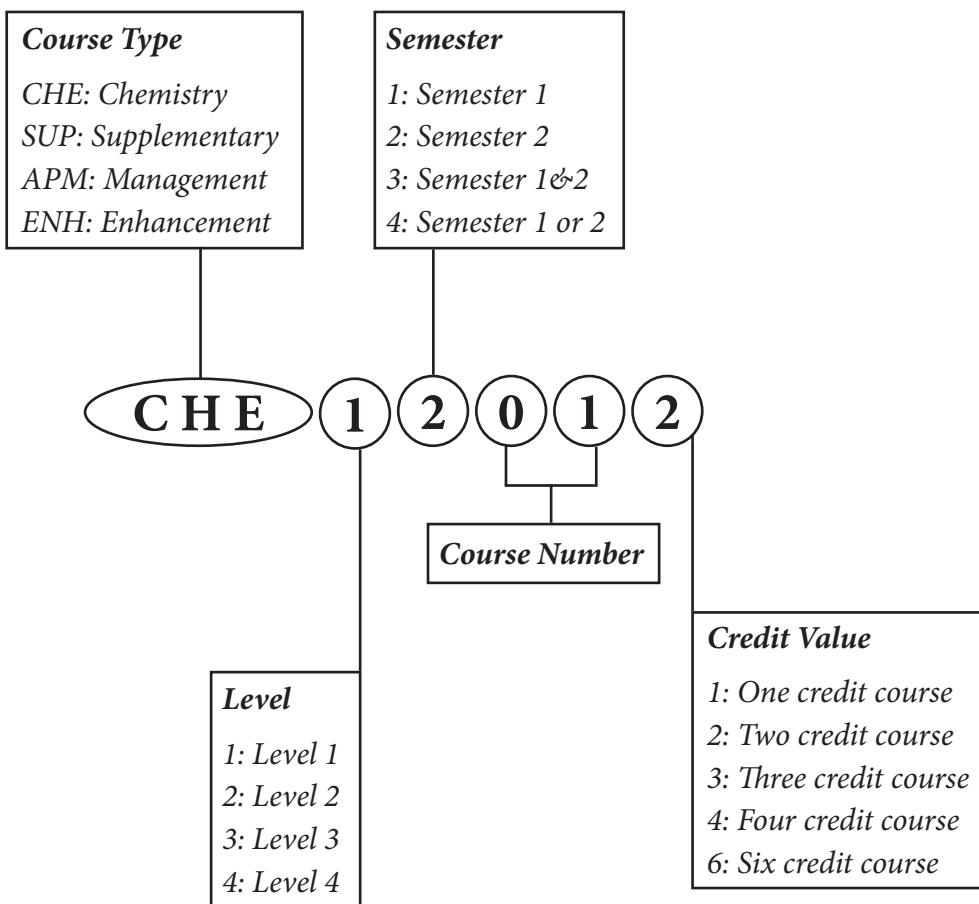 Course Type
CHE: Chemistry
SUP: Supplementary
APM: Management
ENH: Enhancement
Semester
1: Semester 1
2: Semester 2
3: Semester 1&2
4: Semester 1 or 2
C H E 1 2 0 1 2
Course Number
Level
1: Level 1
2: Level 2
3: Level 3
4: Level 4
Credit Value
1: One credit course
2: Two credit course
3: Three credit course
4: Four credit course
6: Six credit course